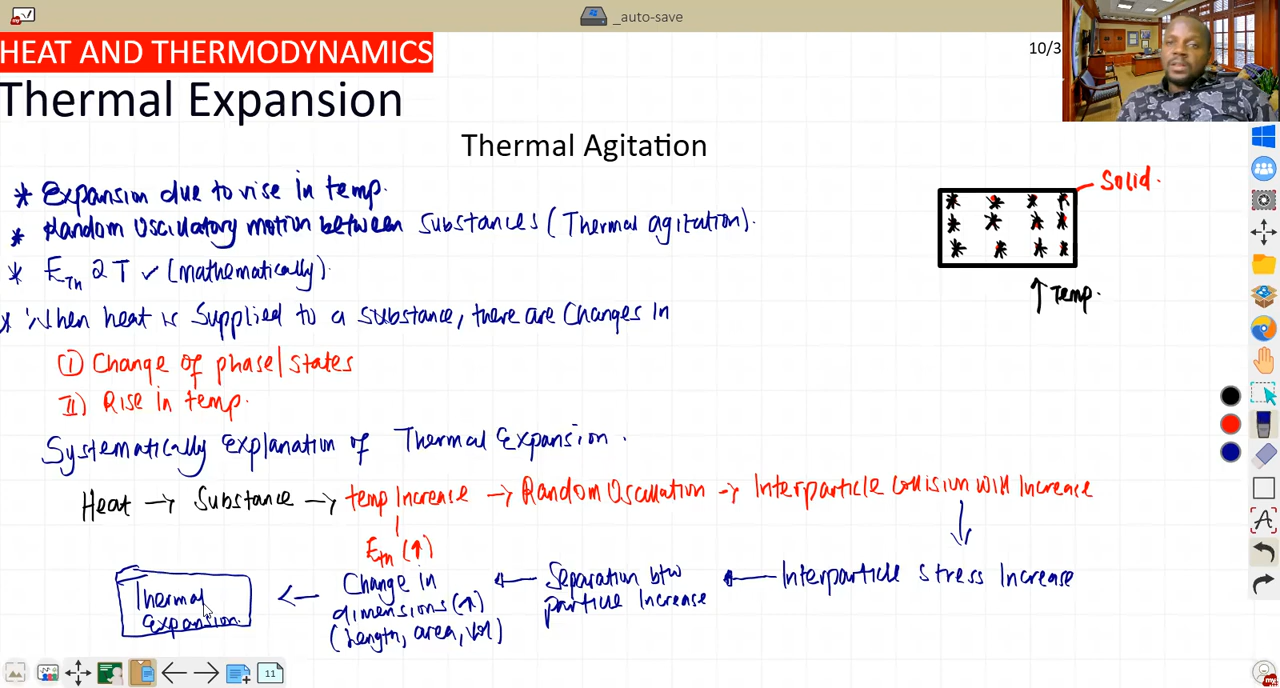 _auto-save
HEAT AND THERMODYNAMICS
10/3
Thermal Expansion
Thermal Agitation
* Expansion due to rise in temp.
* Random Oscillatory motion between Substances (Thermal agitation).
* ETh α T ✓ (mathematically).
* When heat is Supplied to a substance, there are Changes in
(I) Change of phase/states
II) Rise in temp.
Solid.
↑ Temp.
Systematically explanation of Thermal Expansion.
Heat → Substance → temp Increase → Random Oscillation → Interparticle Collision will Increase
ETh (↑)
Interparticle stress Increase
← Separation btw
particle Increase
← Change in
dimensions (↑)
(Length, area, vol)
← Thermal
Expansion.
11